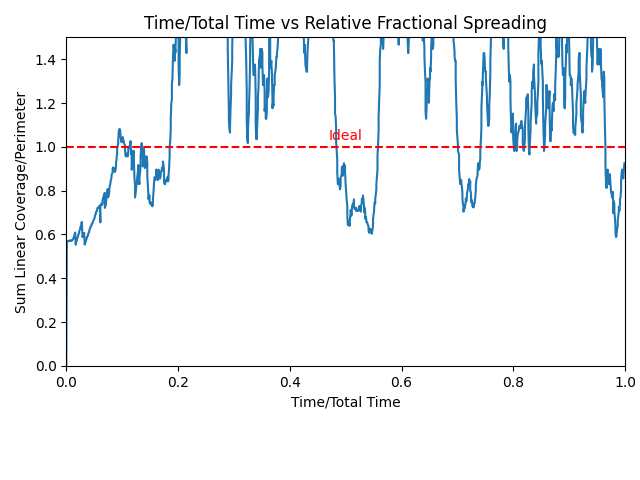 Time/Total Time vs Relative Fractional Spreading
Sum Linear Coverage/Perimeter
1.4
1.2
1.0
0.8
0.6
0.4
0.2
0.0
Ideal
0.0 0.2 0.4 0.6 0.8 1.0
Time/Total Time